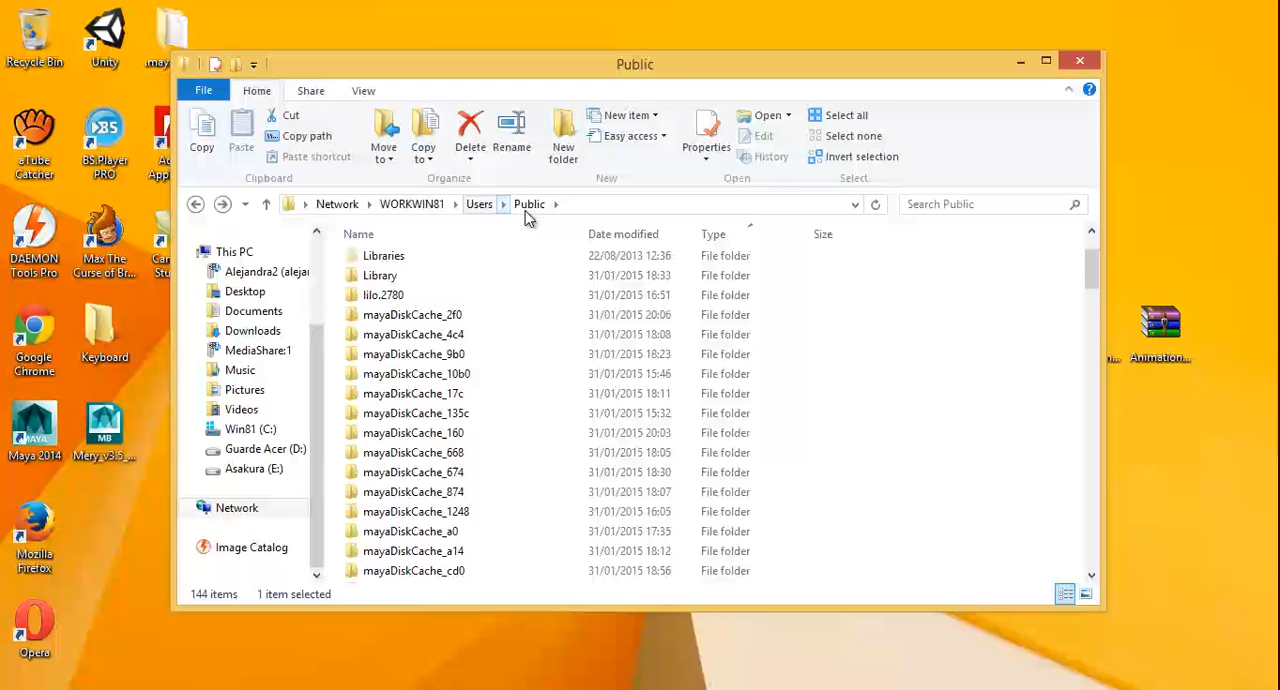 Recycle Bin
Unity
.may
aTube Catcher
BS.Player PRO
Ac
App
DAEMON Tools Pro
Max The Curse of Br...
Car
Stu
Google Chrome
Keyboard
Maya 2014
Mery_v3.5_...
Mozilla Firefox
Opera
Public
File Home Share View
Copy
Paste
Cut
Copy path
Paste shortcut
Clipboard
Move to
Copy to
Delete
Rename
Organize
New folder
New item
Easy access
New
Properties
Open
Edit
History
Open
Select all
Select none
Invert selection
Select
Network WORKWIN81 Users Public
Search Public
This PC
Alejandra2 (alejar
Desktop
Documents
Downloads
MediaShare:1
Music
Pictures
Videos
Win81 (C:)
Guarde Acer (D:)
Asakura (E:)
Network
Image Catalog
Name Date modified Type Size
Libraries 22/08/2013 12:36 File folder
Library 31/01/2015 18:33 File folder
lilo.2780 31/01/2015 16:51 File folder
mayaDiskCache_2f0 31/01/2015 20:06 File folder
mayaDiskCache_4c4 31/01/2015 18:08 File folder
mayaDiskCache_9b0 31/01/2015 18:23 File folder
mayaDiskCache_10b0 31/01/2015 15:46 File folder
mayaDiskCache_17c 31/01/2015 18:11 File folder
mayaDiskCache_135c 31/01/2015 15:32 File folder
mayaDiskCache_160 31/01/2015 20:03 File folder
mayaDiskCache_668 31/01/2015 18:05 File folder
mayaDiskCache_674 31/01/2015 18:30 File folder
mayaDiskCache_874 31/01/2015 18:07 File folder
mayaDiskCache_1248 31/01/2015 16:05 File folder
mayaDiskCache_a0 31/01/2015 17:35 File folder
mayaDiskCache_a14 31/01/2015 18:12 File folder
mayaDiskCache_cd0 31/01/2015 18:56 File folder
144 items 1 item selected
n...
Animation...